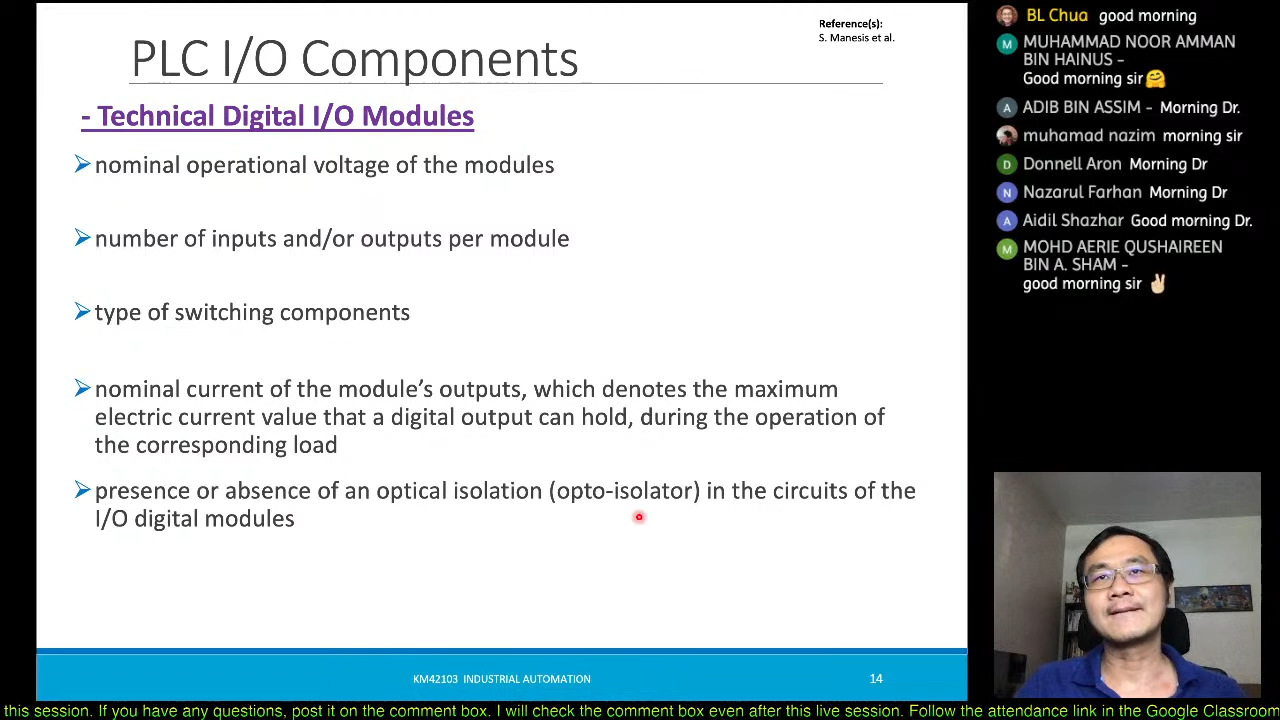 Reference(s):
S. Manesis et al.
PLC I/O Components
- Technical Digital I/O Modules
nominal operational voltage of the modules
number of inputs and/or outputs per module
type of switching components
nominal current of the module's outputs, which denotes the maximum
electric current value that a digital output can hold, during the operation of
the corresponding load
presence or absence of an optical isolation (opto-isolator) in the circuits of the
I/O digital modules
KM42103 INDUSTRIAL AUTOMATION
14
BL Chua good morning
M
MUHAMMAD NOOR AMMAN
BIN HAINUS -
Good morning sir🤗
A
ADIB BIN ASSIM - Morning Dr.
muhamad nazim morning sir
D
Donnell Aron Morning Dr
N
Nazarul Farhan Morning Dr
A
Aidil Shazhar Good morning Dr.
M
MOHD AERIE QUSHAIREEN
BIN A. SHAM -
good morning sir ✌🏻
this session. If you have any questions, post it on the comment box. I will check the comment box even after this live session. Follow the attendance link in the Google Classroom